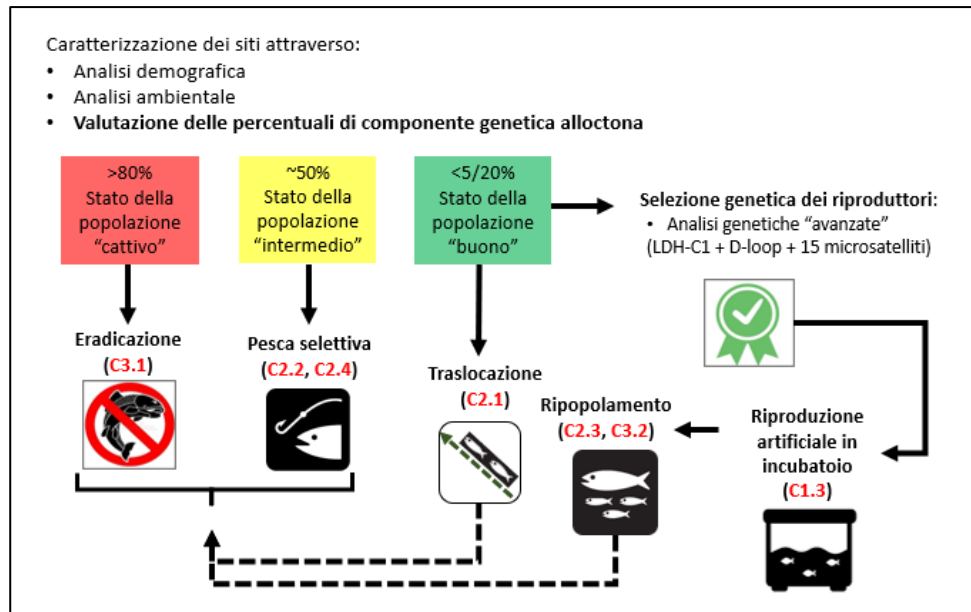 Caratterizzazione dei siti attraverso:
• Analisi demografica
• Analisi ambientale
• Valutazione delle percentuali di componente genetica alloctona
>80%
Stato della
popolazione
“cattivo”
~50%
Stato della
popolazione
“intermedio”
<5/20%
Stato della
popolazione
“buono”
Selezione genetica dei riproduttori:
• Analisi genetiche “avanzate”
(LDH-C1 + D-loop + 15 microsatelliti)
Eradicazione
(C3.1)
Pesca selettiva
(C2.2, C2.4)
Traslocazione
(C2.1)
Ripopolamento
(C2.3, C3.2)
Riproduzione
artificiale in
incubatoio
(C1.3)